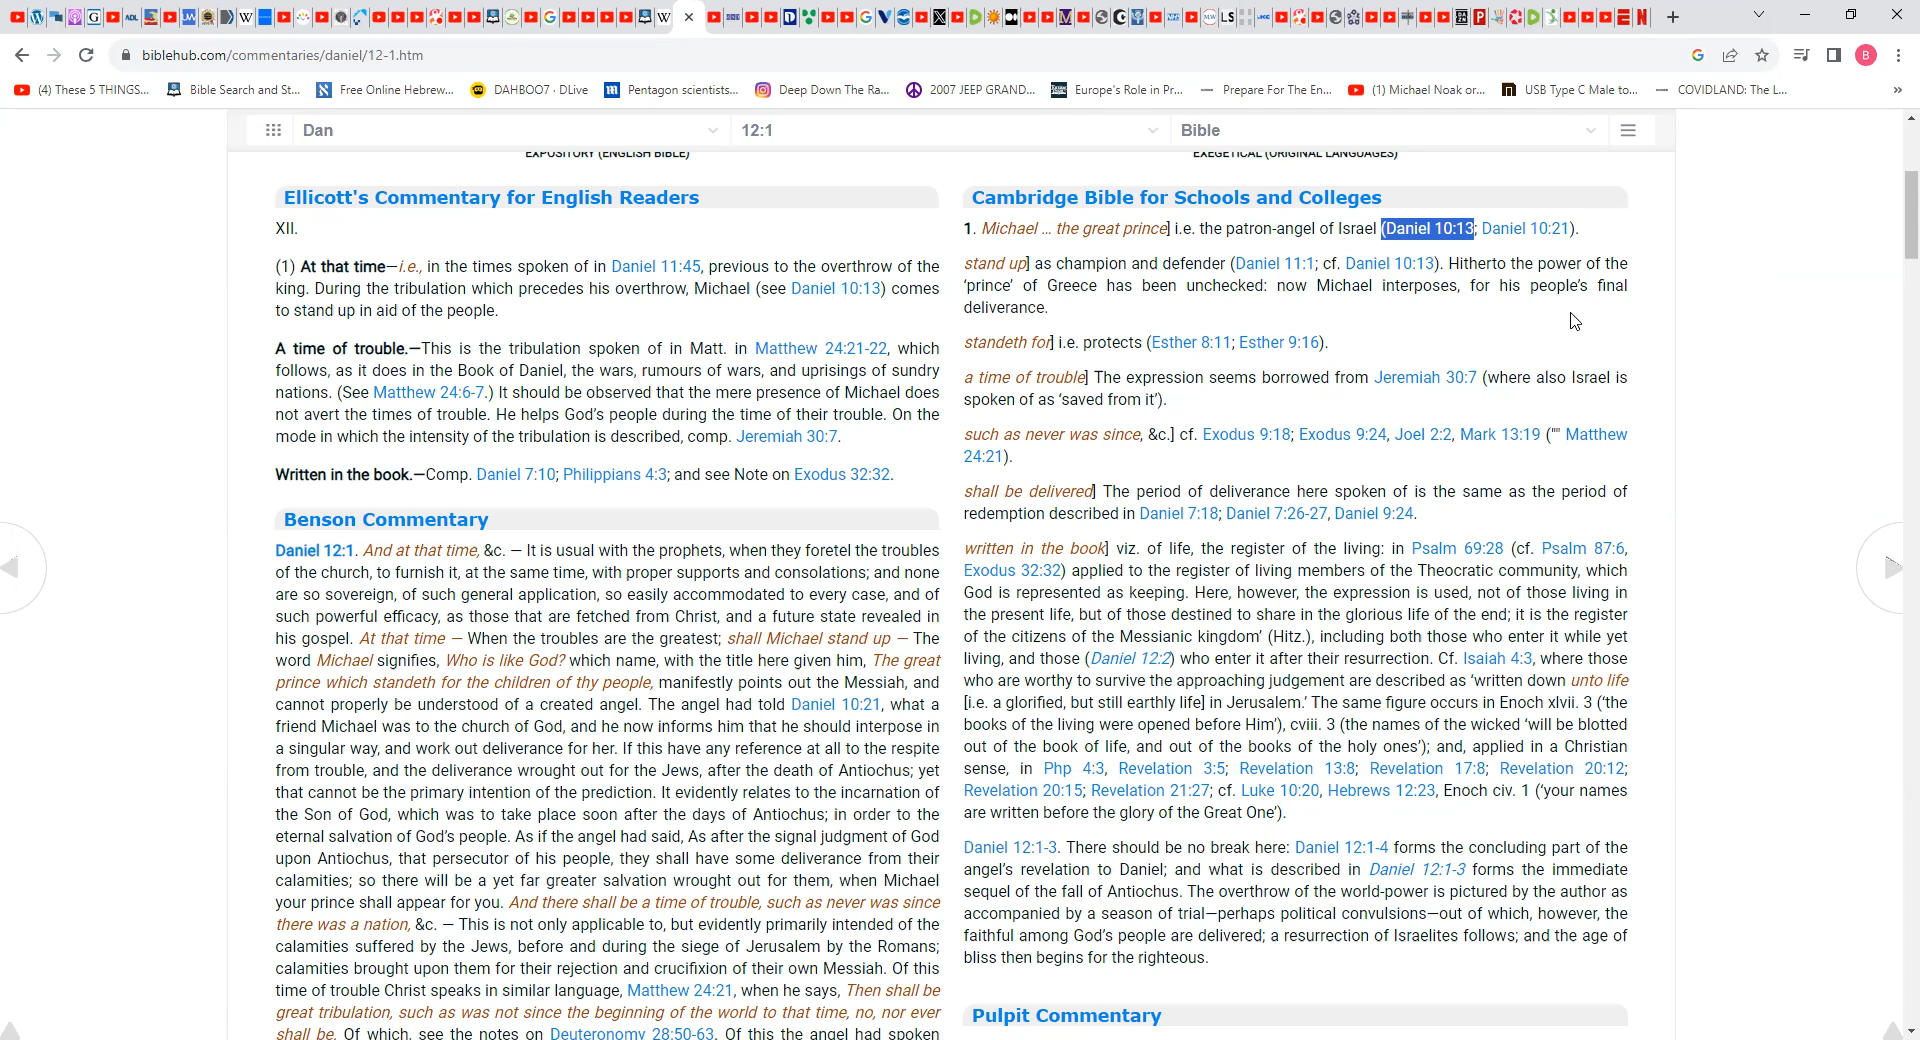 biblehub.com/commentaries/daniel/12-1.htm
B
(4) These 5 THINGS...
Bible Search and St...
Free Online Hebrew...
DAHBOO7 · DLive
Pentagon scientists...
Deep Down The Ra...
2007 JEEP GRAND...
Europe's Role in Pr...
Prepare For The En...
(1) Michael Noak or...
USB Type C Male to...
COVIDLAND: The L...
»
Dan
12:1
Bible
EXPOSITORY (ENGLISH BIBLE)
EXEGETICAL (ORIGINAL LANGUAGES)
Ellicott's Commentary for English Readers
XII.
(1) At that time—i.e., in the times spoken of in Daniel 11:45, previous to the overthrow of the
king. During the tribulation which precedes his overthrow, Michael (see Daniel 10:13) comes
to stand up in aid of the people.
A time of trouble.—This is the tribulation spoken of in Matt. in Matthew 24:21-22, which
follows, as it does in the Book of Daniel, the wars, rumours of wars, and uprisings of sundry
nations. (See Matthew 24:6-7.) It should be observed that the mere presence of Michael does
not avert the times of trouble. He helps God's people during the time of their trouble. On the
mode in which the intensity of the tribulation is described, comp. Jeremiah 30:7.
Written in the book.—Comp. Daniel 7:10; Philippians 4:3; and see Note on Exodus 32:32.
Benson Commentary
Daniel 12:1. And at that time, &c. — It is usual with the prophets, when they foretel the troubles
of the church, to furnish it, at the same time, with proper supports and consolations; and none
are so sovereign, of such general application, so easily accommodated to every case, and of
such powerful efficacy, as those that are fetched from Christ, and a future state revealed in
his gospel. At that time — When the troubles are the greatest; shall Michael stand up — The
word Michael signifies, Who is like God? which name, with the title here given him, The great
prince which standeth for the children of thy people, manifestly points out the Messiah, and
cannot properly be understood of a created angel. The angel had told Daniel 10:21, what a
friend Michael was to the church of God, and he now informs him that he should interpose in
a singular way, and work out deliverance for her. If this have any reference at all to the respite
from trouble, and the deliverance wrought out for the Jews, after the death of Antiochus; yet
that cannot be the primary intention of the prediction. It evidently relates to the incarnation of
the Son of God, which was to take place soon after the days of Antiochus; in order to the
eternal salvation of God's people. As if the angel had said, As after the signal judgment of God
upon Antiochus, that persecutor of his people, they shall have some deliverance from their
calamities; so there will be a yet far greater salvation wrought out for them, when Michael
your prince shall appear for you. And there shall be a time of trouble, such as never was since
there was a nation, &c. — This is not only applicable to, but evidently primarily intended of the
calamities suffered by the Jews, before and during the siege of Jerusalem by the Romans;
calamities brought upon them for their rejection and crucifixion of their own Messiah. Of this
time of trouble Christ speaks in similar language, Matthew 24:21, when he says, Then shall be
great tribulation, such as was not since the beginning of the world to that time, no, nor ever
shall be. Of which, see the notes on Deuteronomy 28:50-63. Of this the angel had spoken
Cambridge Bible for Schools and Colleges
1. Michael ... the great prince] i.e. the patron-angel of Israel (Daniel 10:13; Daniel 10:21).
stand up] as champion and defender (Daniel 11:1; cf. Daniel 10:13). Hitherto the power of the
‘prince’ of Greece has been unchecked: now Michael interposes, for his people’s final
deliverance.
standeth for] i.e. protects (Esther 8:11; Esther 9:16).
a time of trouble] The expression seems borrowed from Jeremiah 30:7 (where also Israel is
spoken of as ‘saved from it’).
such as never was since, &c.] cf. Exodus 9:18; Exodus 9:24, Joel 2:2, Mark 13:19 ("" Matthew
24:21).
shall be delivered] The period of deliverance here spoken of is the same as the period of
redemption described in Daniel 7:18; Daniel 7:26-27, Daniel 9:24.
written in the book] viz. of life, the register of the living: in Psalm 69:28 (cf. Psalm 87:6,
Exodus 32:32) applied to the register of living members of the Theocratic community, which
God is represented as keeping. Here, however, the expression is used, not of those living in
the present life, but of those destined to share in the glorious life of the end; it is the register
of the citizens of the Messianic kingdom’ (Hitz.), including both those who enter it while yet
living, and those (Daniel 12:2) who enter it after their resurrection. Cf. Isaiah 4:3, where those
who are worthy to survive the approaching judgement are described as ‘written down unto life
[i.e. a glorified, but still earthly life] in Jerusalem.’ The same figure occurs in Enoch xlvii. 3 (‘the
books of the living were opened before Him’), cviii. 3 (the names of the wicked ‘will be blotted
out of the book of life, and out of the books of the holy ones’); and, applied in a Christian
sense, in Php 4:3, Revelation 3:5; Revelation 13:8; Revelation 17:8; Revelation 20:12;
Revelation 20:15; Revelation 21:27; cf. Luke 10:20, Hebrews 12:23, Enoch civ. 1 (‘your names
are written before the glory of the Great One’).
Daniel 12:1-3. There should be no break here: Daniel 12:1-4 forms the concluding part of the
angel’s revelation to Daniel; and what is described in Daniel 12:1-3 forms the immediate
sequel of the fall of Antiochus. The overthrow of the world-power is pictured by the author as
accompanied by a season of trial—perhaps political convulsions—out of which, however, the
faithful among God’s people are delivered; a resurrection of Israelites follows; and the age of
bliss then begins for the righteous.
Pulpit Commentary